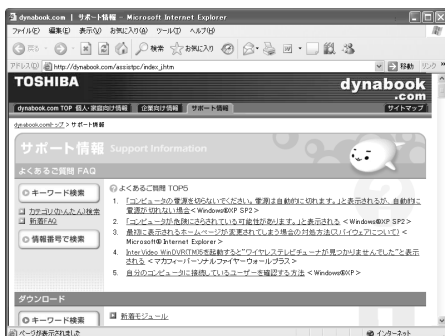 dynabook.com | サポート情報 - Microsoft Internet Explorer
ファイル(F) 編集(E) 表示(V) お気に入り(A) ツール(T) ヘルプ(H)
戻る 検索 お気に入り
アドレス(D) http://dynabook.com/assistpc/index_j.htm 移動 リンク »
TOSHIBA
dynabook.com
dynabook.com TOP 個人・家庭向け情報 企業向け情報 サポート情報 サイトマップ
dynabook.comトップ > サポート情報
サポート情報 Support Information
よくあるご質問 FAQ
キーワード検索
カテゴリ(かんたん)検索
新着FAQ
情報番号で検索
よくあるご質問 TOP5
1. 「コンピュータの電源を切らないでください。電源は自動的に切れます。」と表示されるが、自動的に
電源が切れない場合 <Windows®XP SP2>
2. 「コンピュータが危険にさらされている可能性があります。」と表示される <Windows®XP SP2>
3. 最初に表示されるホームページが変更されてしまう場合の対処方法(スパイウェアについて) <
Microsoft® Internet Explorer>
4. InterVideo WinDVR(TM)5を起動すると"ワイヤレステレビチューナが見つかりませんでした"と表示
される <マカフィーパーソナルファイアーウォールプラス>
5. 自分のコンピュータに接続しているユーザーを確認する方法 <Windows®XP>
ダウンロード
キーワード検索
新着モジュール
ページが表示されました インターネット